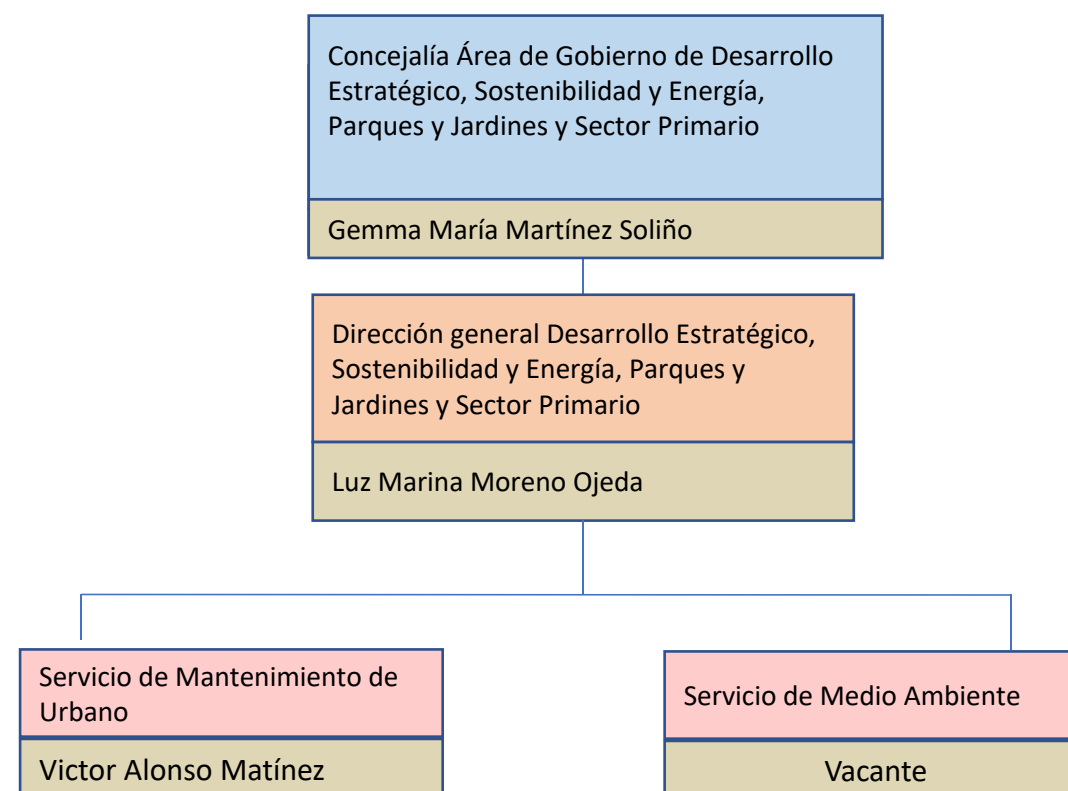 Concejalía Área de Gobierno de Desarrollo
Estratégico, Sostenibilidad y Energía,
Parques y Jardines y Sector Primario
Gemma María Martínez Soliño
Dirección general Desarrollo Estratégico,
Sostenibilidad y Energía, Parques y
Jardines y Sector Primario
Luz Marina Moreno Ojeda
Servicio de Mantenimiento de
Urbano
Victor Alonso Matínez
Servicio de Medio Ambiente
Vacante